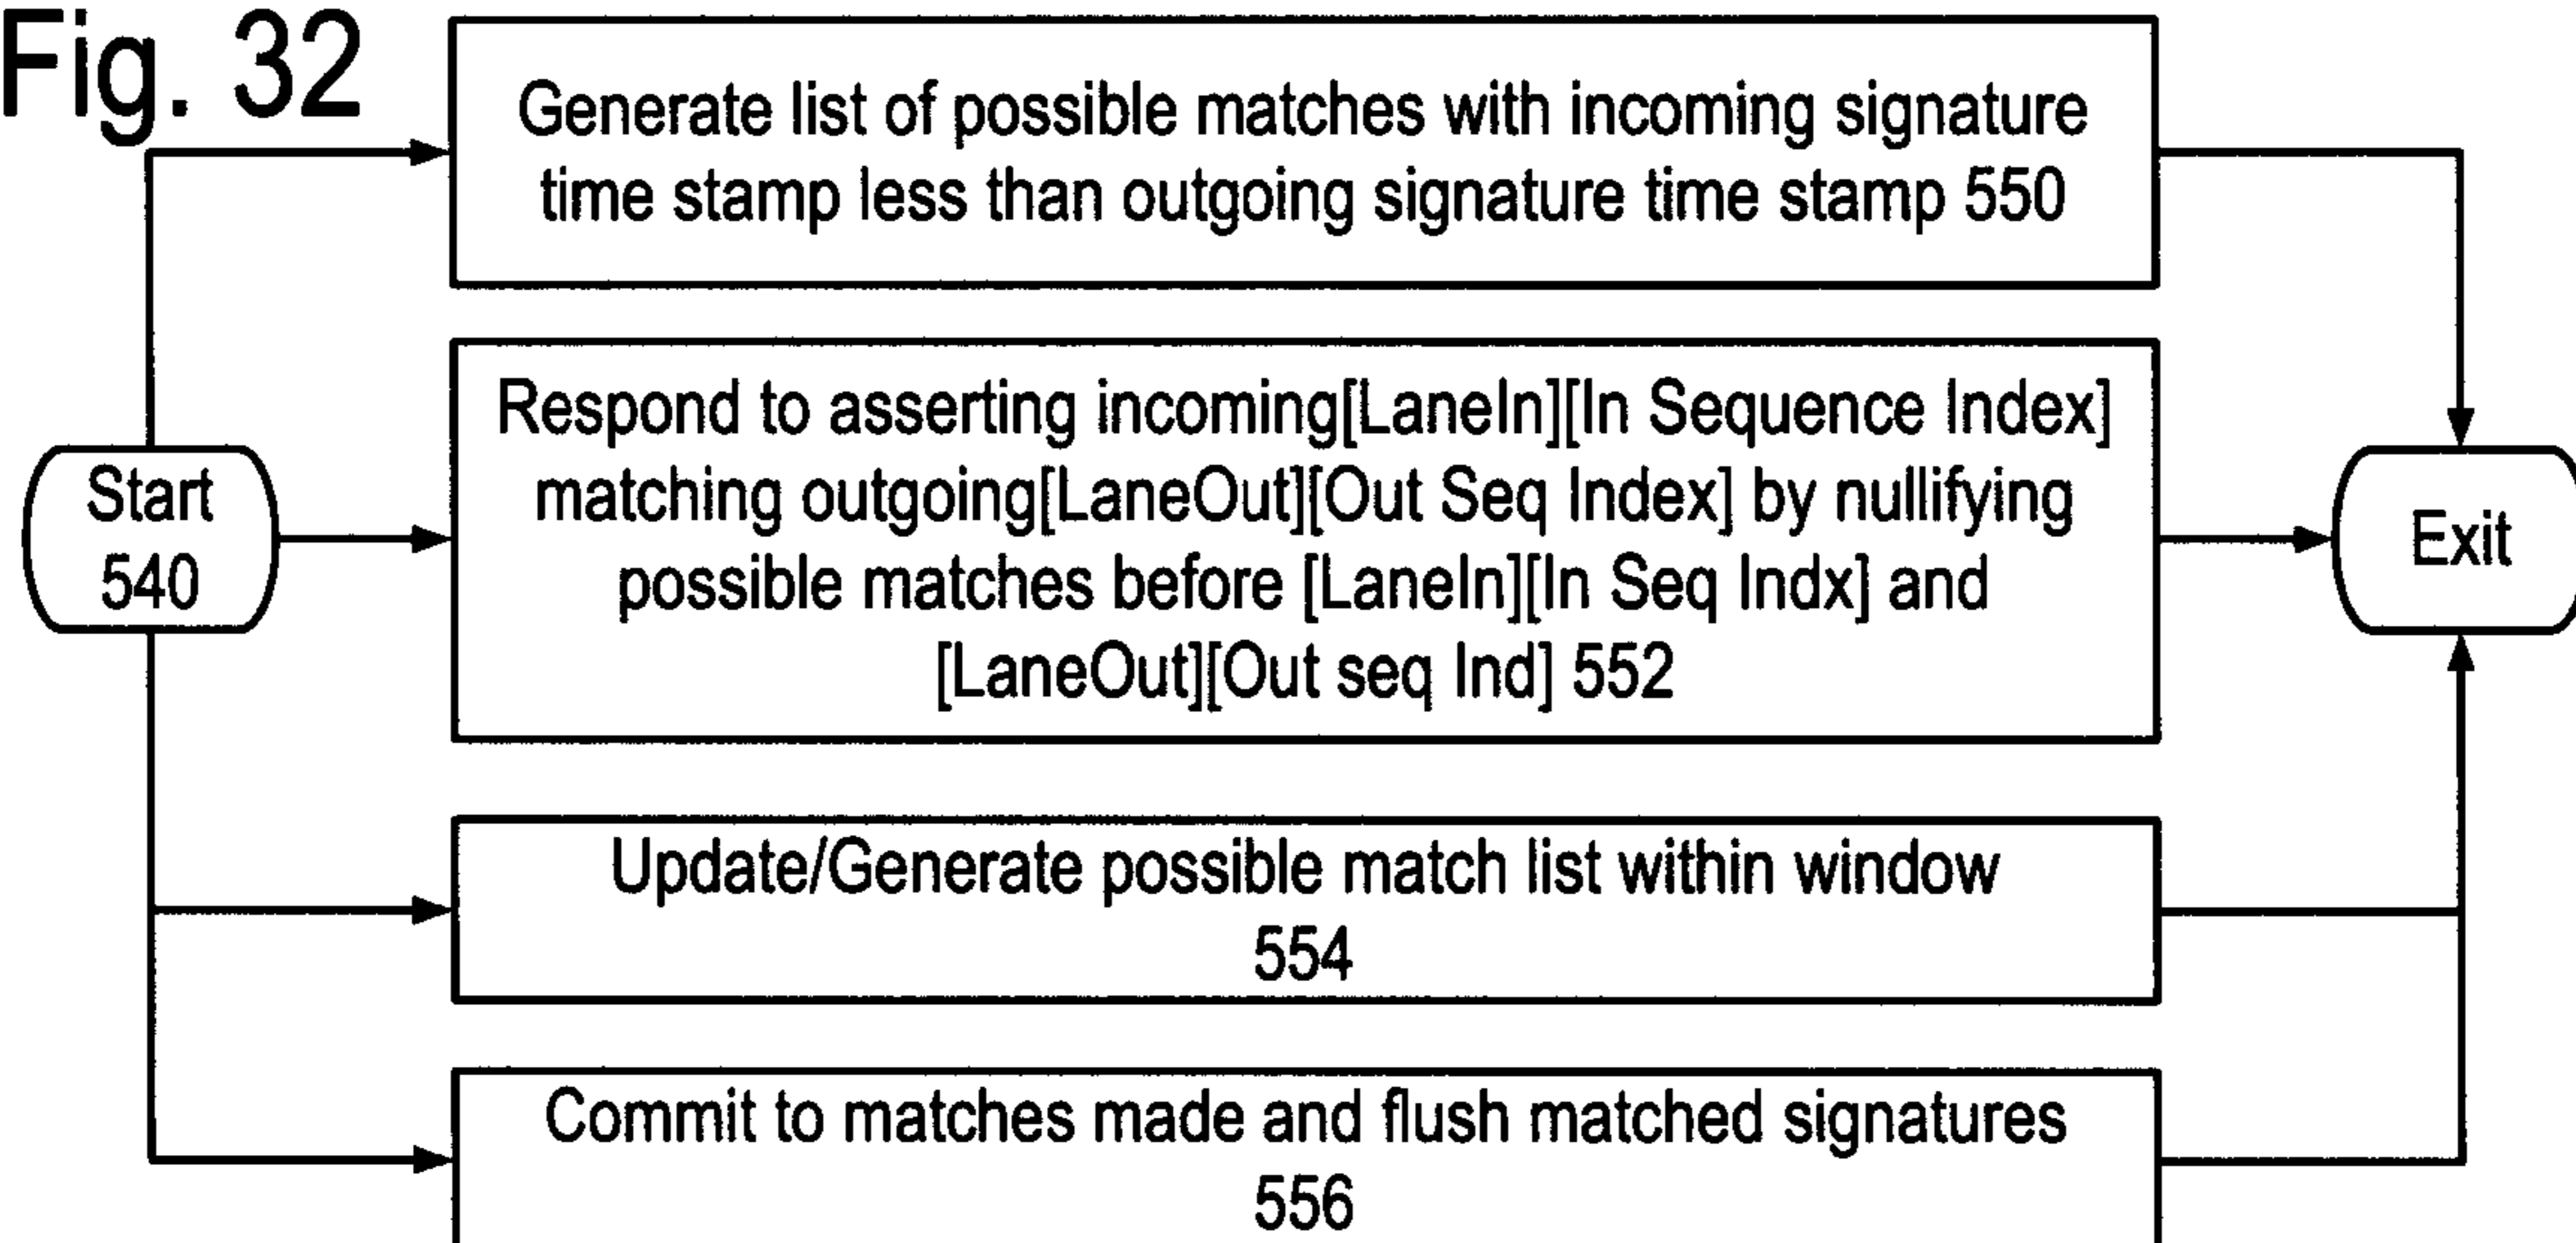 Fig. 32
Generate list of possible matches with incoming signature
time stamp less than outgoing signature time stamp 550
Respond to asserting incoming[LaneIn][In Sequence Index]
matching outgoing[LaneOut][Out Seq Index] by nullifying
possible matches before [LaneIn][In Seq Indx] and
[LaneOut][Out seq Ind] 552
Start
540
Exit
Update/Generate possible match list within window
554
Commit to matches made and flush matched signatures
556